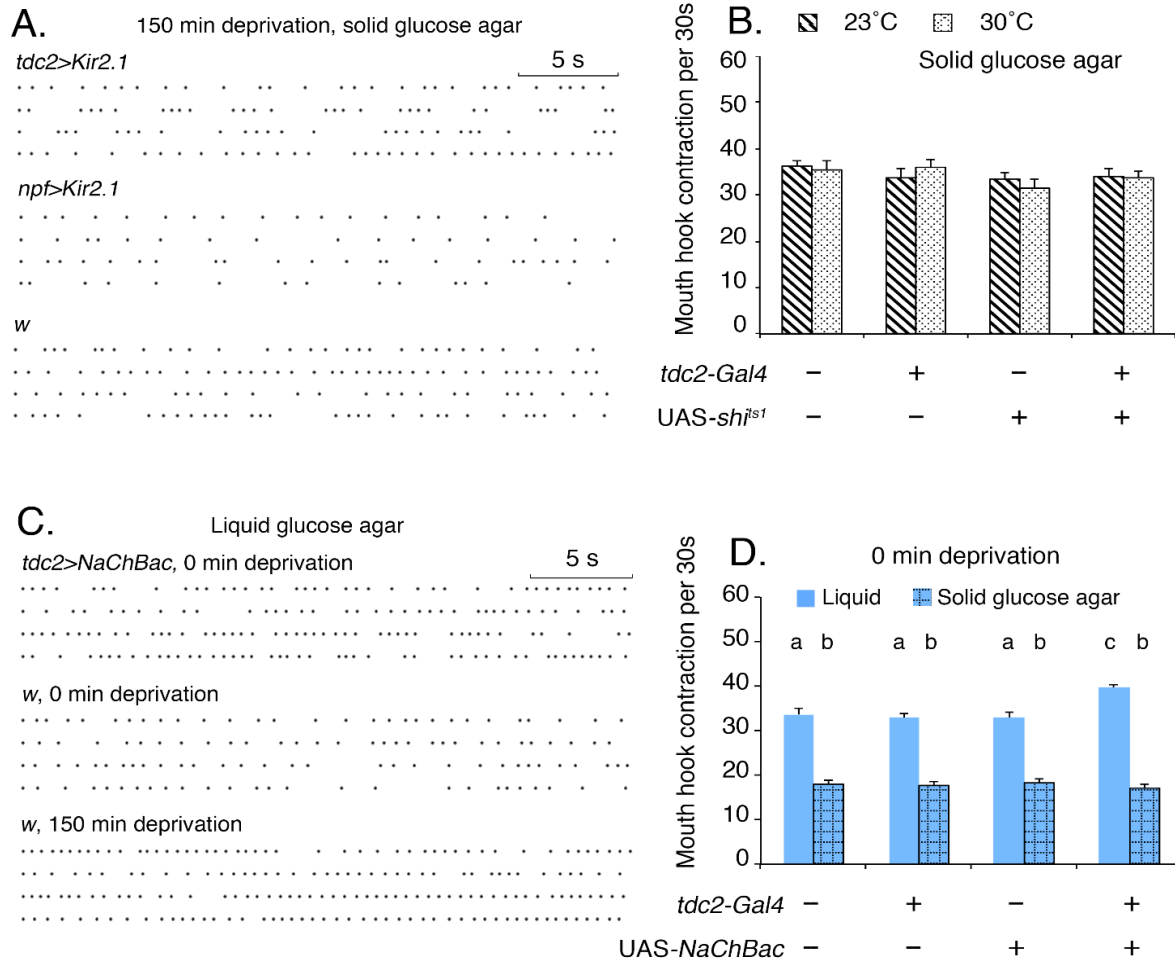 A.
150 min deprivation, solid glucose agar
tdc2>Kir2.1
5 s
npf>Kir2.1
w
B.
23˚C 30˚C
Solid glucose agar
Mouth hook contraction per 30s
60
50
40
30
20
10
0
tdc2-Gal4 – + – +
UAS-shi^ts1 – – + +
C.
Liquid glucose agar
tdc2>NaChBac, 0 min deprivation
5 s
w, 0 min deprivation
w, 150 min deprivation
D.
0 min deprivation
Liquid Solid glucose agar
Mouth hook contraction per 30s
60
50
40
30
20
10
0
a b a b a b c b
tdc2-Gal4 – + – +
UAS-NaChBac – – + +